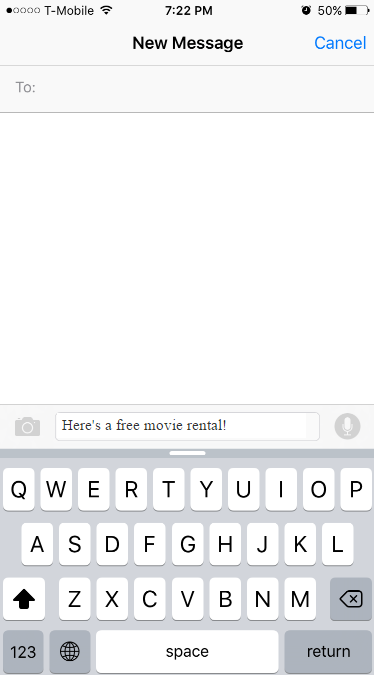 T-Mobile 7:22 PM 50%
New Message Cancel
To:
Here's a free movie rental!
Q W E R T Y U I O P
A S D F G H J K L
Z X C V B N M
123 space return